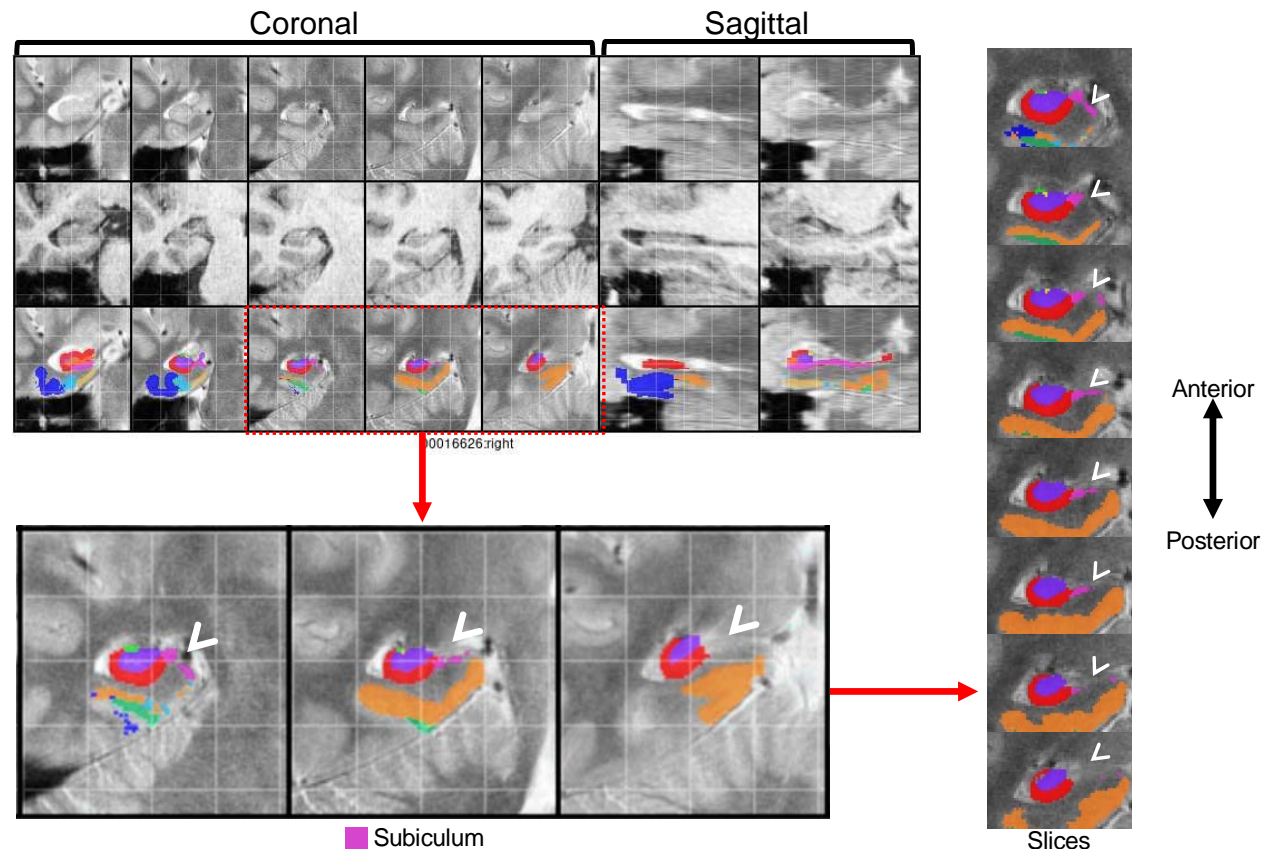 Coronal
Sagittal
00016626:right
Anterior
Posterior
Subiculum
Slices